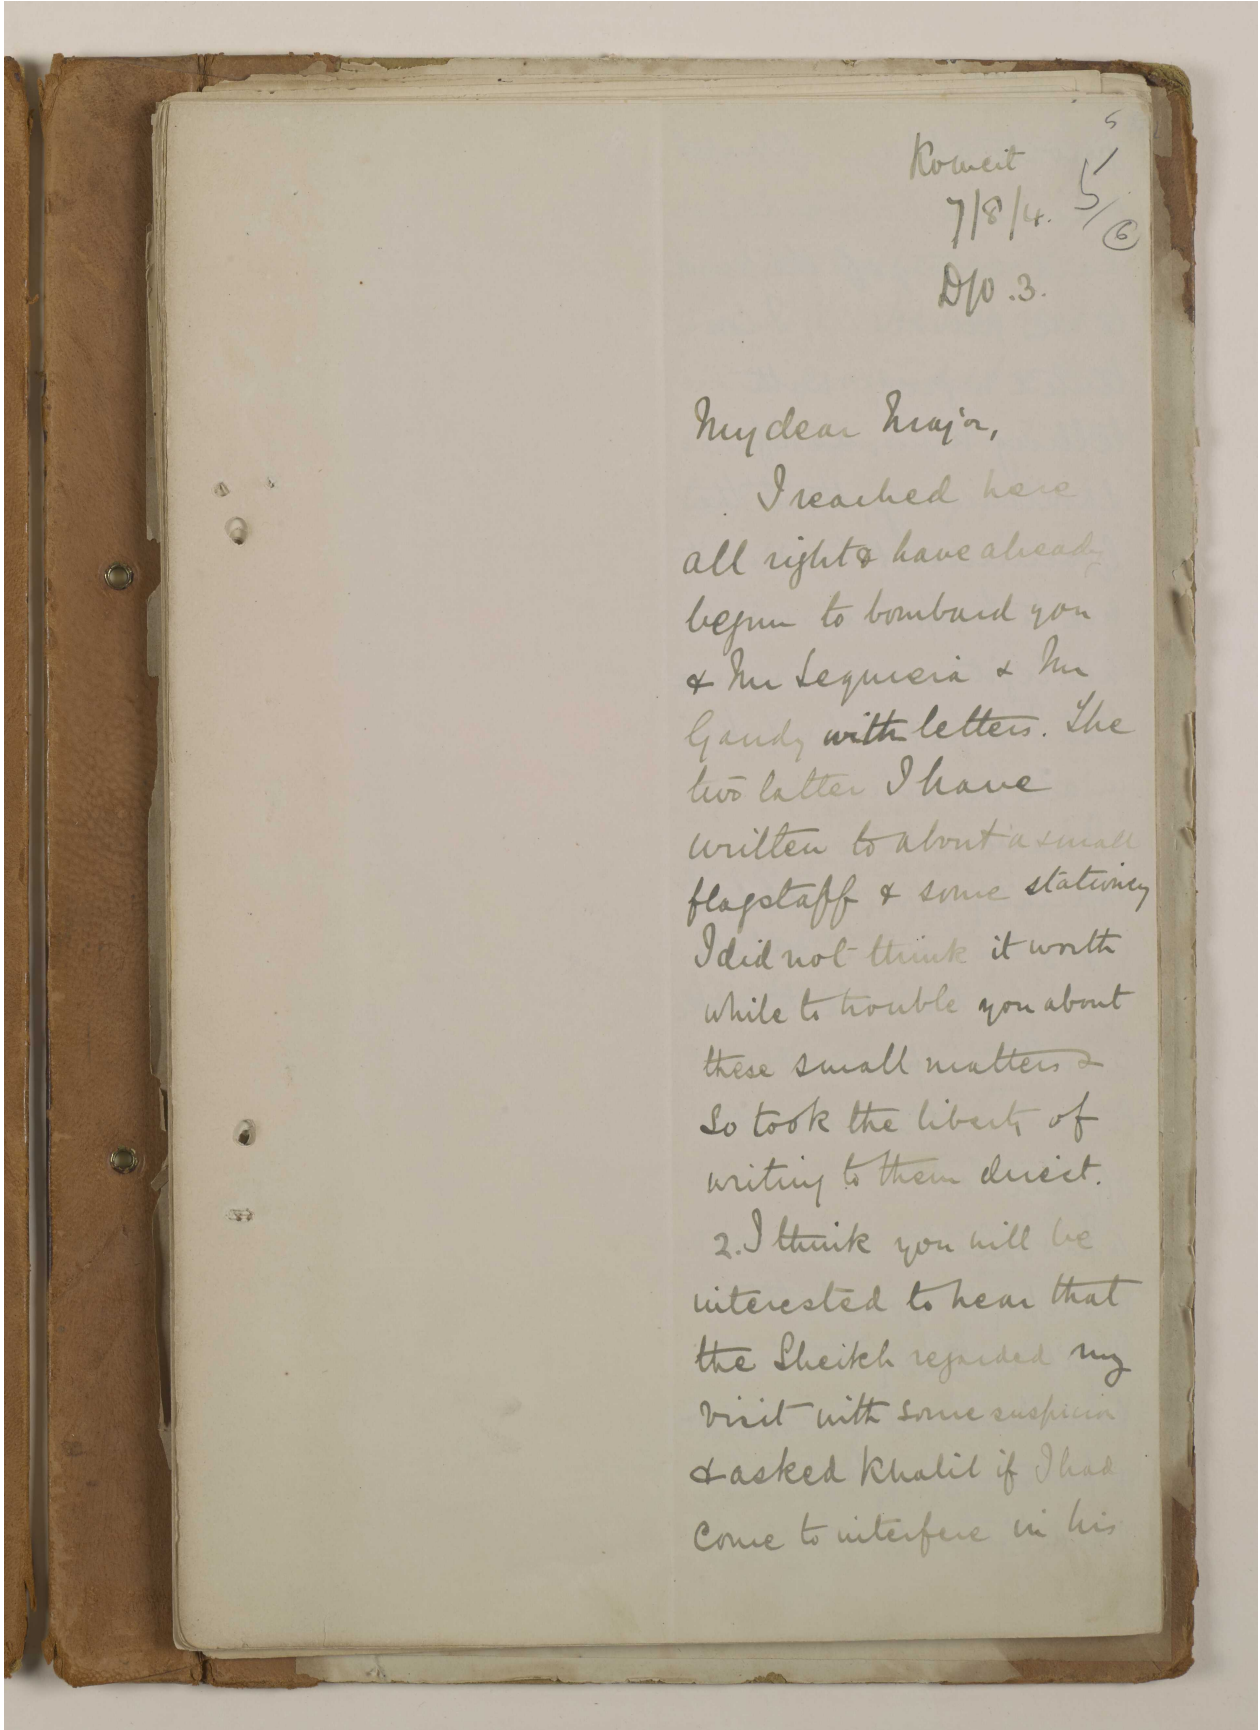 5
5/
6
Koweit
7/8/4.
D/O .3.
My dear Major,
I reached here
all right & have already
begun to bombard you
& Mr Sequeira & Mr
Gandy with letters. The
two latter I have
written to about a small
flagstaff & some stationery
I did not think it worth
while to trouble you about
these small matters &
so took the liberty of
writing to them direct.
2. I think you will be
interested to hear that
the Sheikh regarded my
visit with some suspicion
& asked Khalil if I had
come to interfere in his